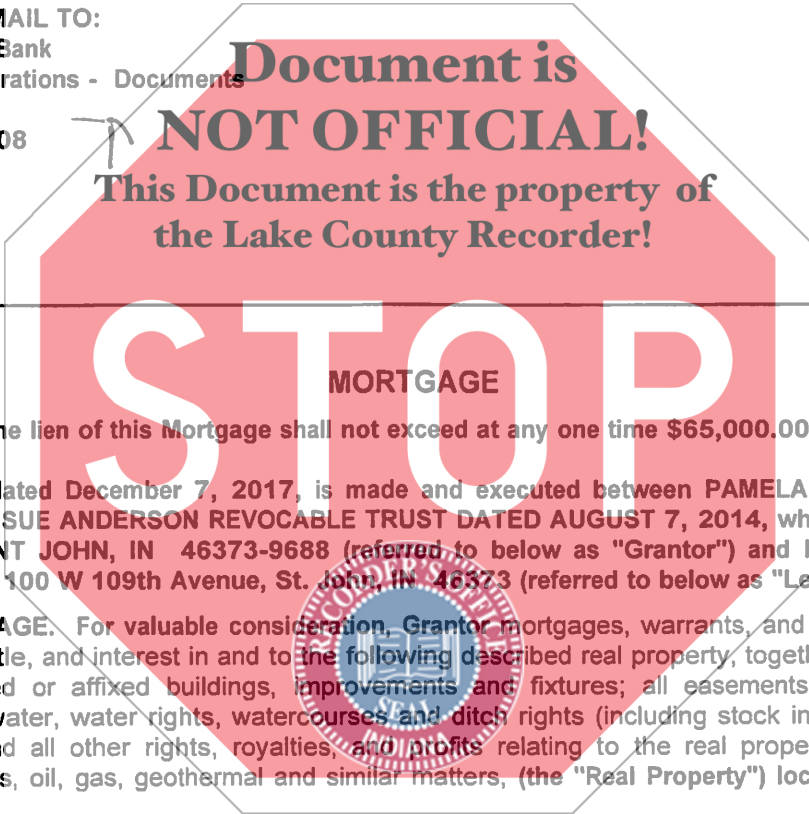 MAIL TO:
Bank
rations - Documents
08
Document is
NOT OFFICIAL!
This Document is the property of
the Lake County Recorder!
STOP
MORTGAGE
he lien of this Mortgage shall not exceed at any one time $65,000.00
dated December 7, 2017, is made and executed between PAMELA
SUE ANDERSON REVOCABLE TRUST DATED AUGUST 7, 2014, wh
NT JOHN, IN 46373-9688 (referred to below as "Grantor") and
100 W 109th Avenue, St. John, IN 46373 (referred to below as "Le
AGE. For valuable consideration, Grantor mortgages, warrants, and
tle, and interest in and to the following described real property, togeth
d or affixed buildings, improvements and fixtures; all easements
vater, water rights, watercourses and ditch rights (including stock in
d all other rights, royalties, and profits relating to the real prope
s, oil, gas, geothermal and similar matters, (the "Real Property") loc
RECORDER'S OFFICE
SEAL
INDIANA